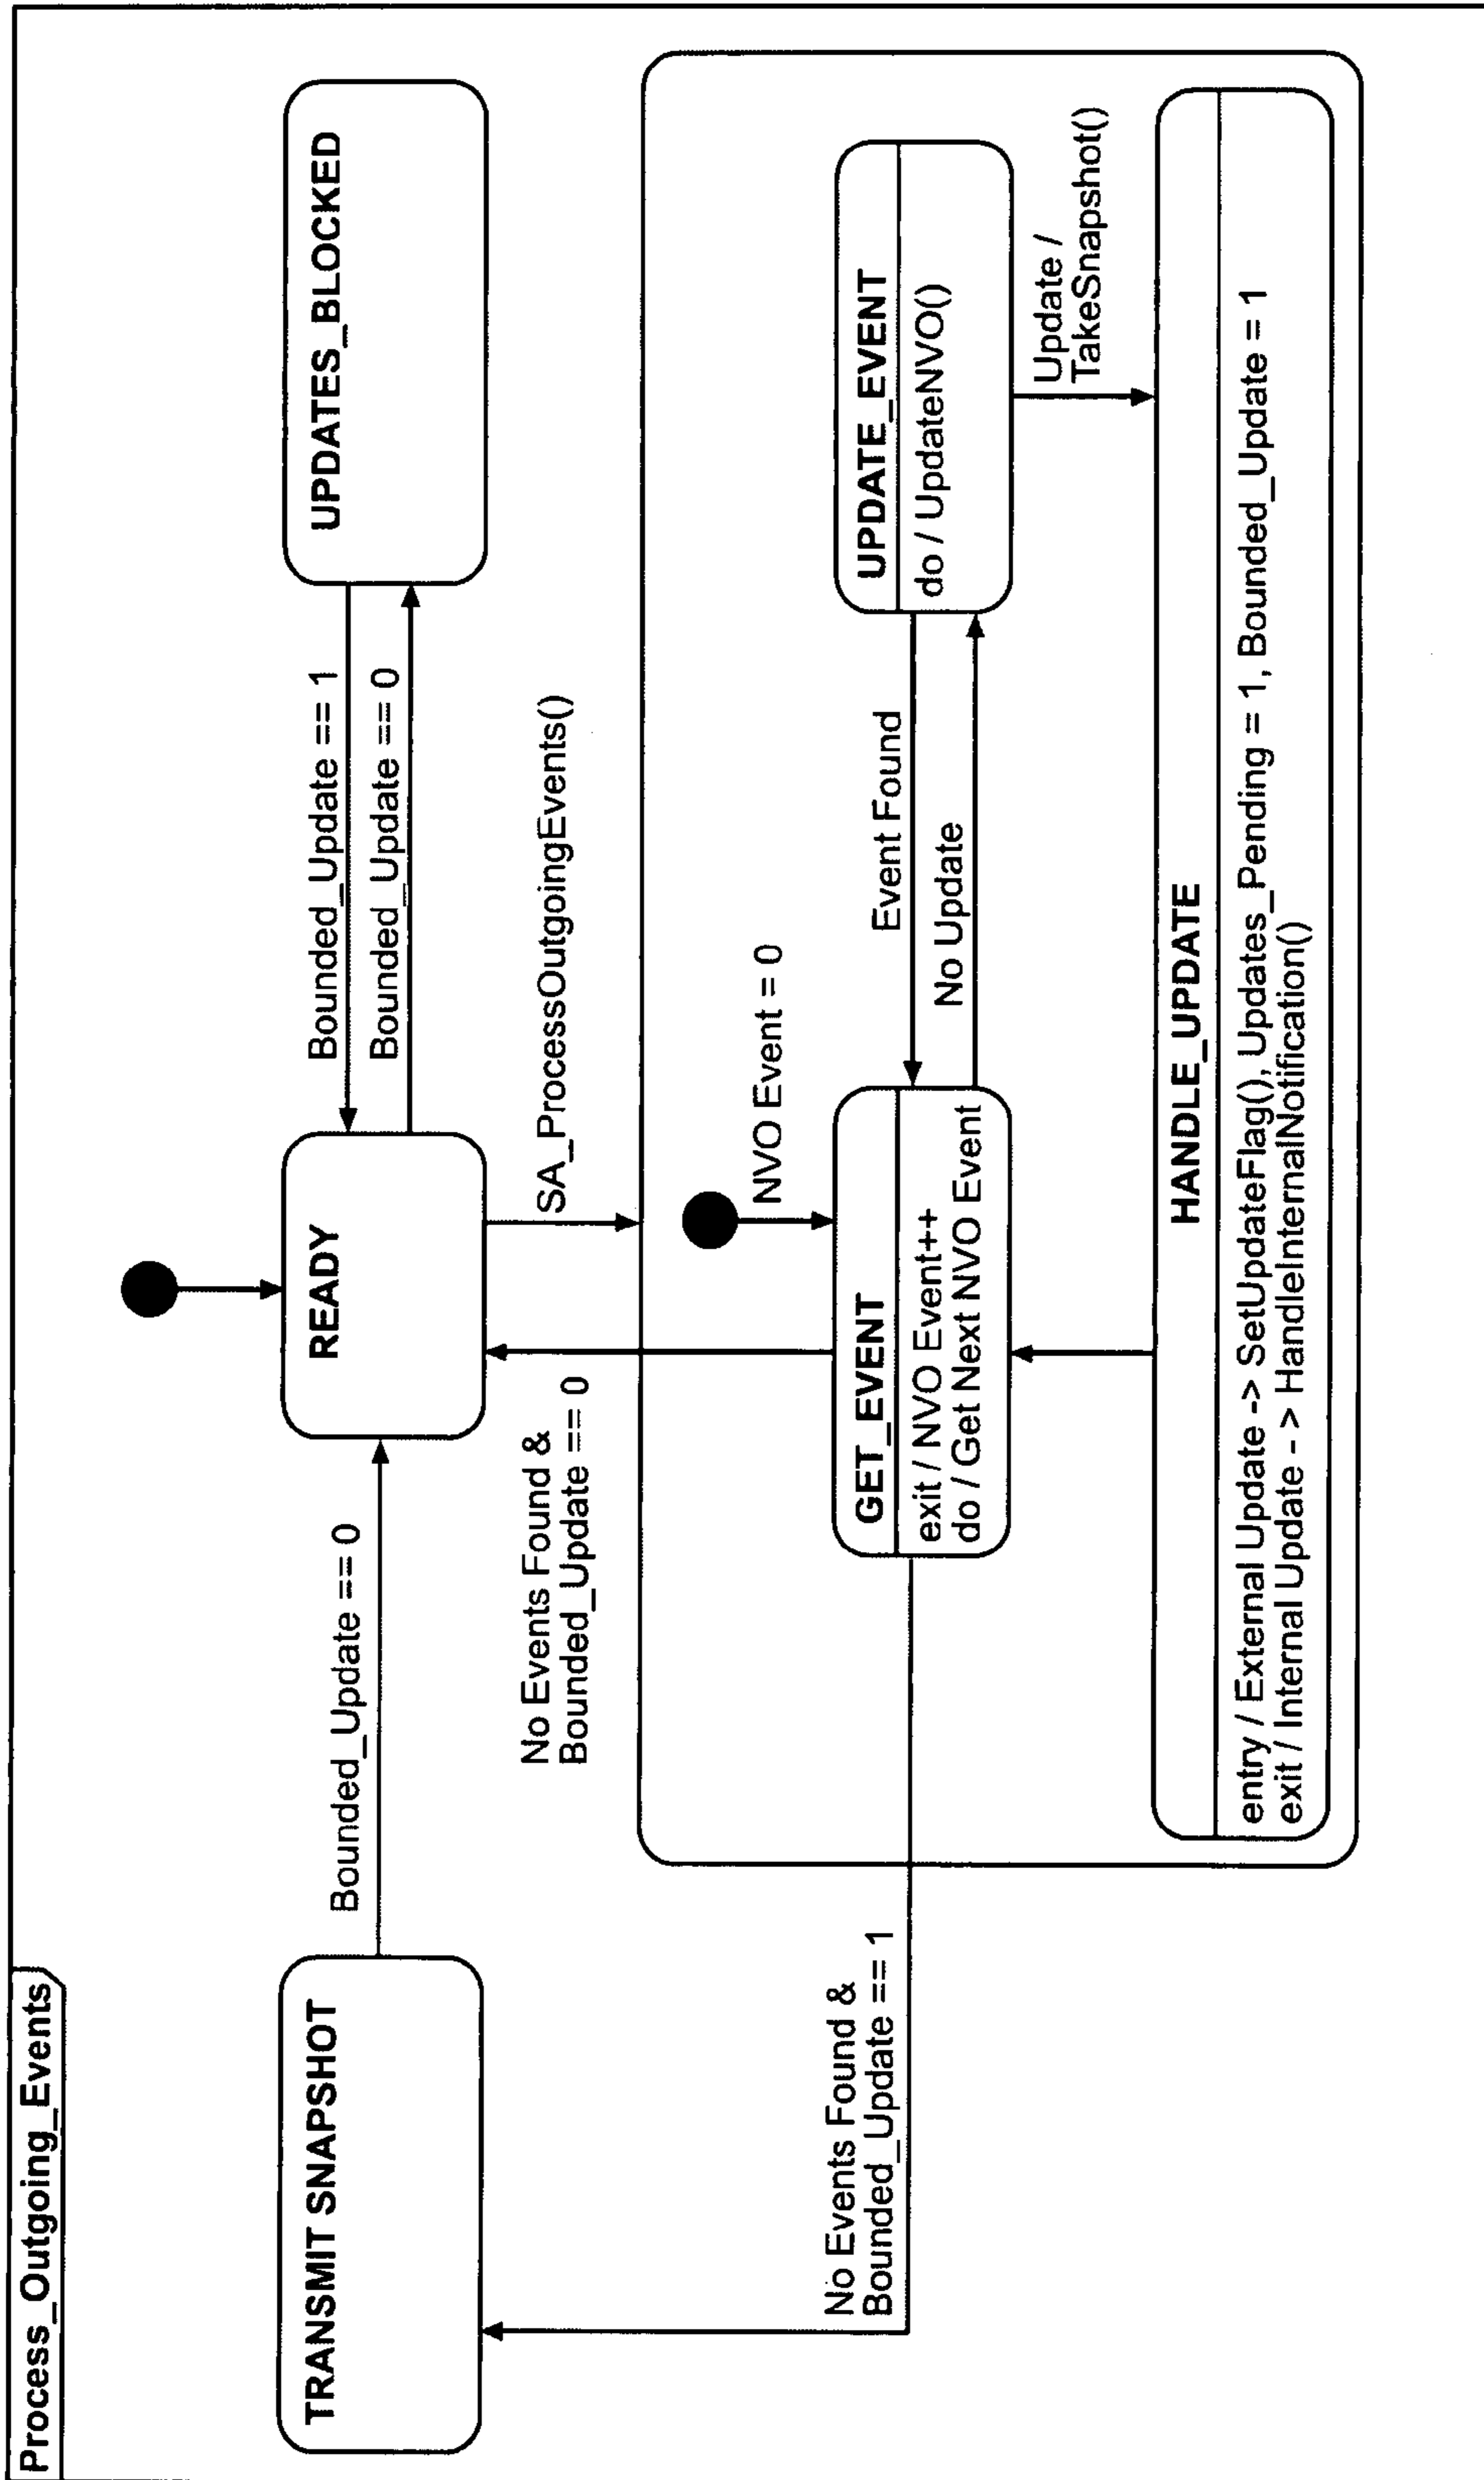 Process_Outgoing_Events
TRANSMIT SNAPSHOT
Bounded_Update == 0
READY
Bounded_Update == 1
Bounded_Update == 0
UPDATES_BLOCKED
No Events Found &
Bounded_Update == 0
SA_ProcessOutgoingEvents()
No Events Found &
Bounded_Update == 1
NVO Event = 0
GET_EVENT
exit / NVO Event++
do / Get Next NVO Event
Event Found
No Update
UPDATE_EVENT
do / UpdateNVO()
Update /
TakeSnapshot()
HANDLE_UPDATE
entry / External Update -> SetUpdateFlag(), Updates_Pending = 1, Bounded_Update = 1
exit / Internal Update - > HandleInternalNotification()